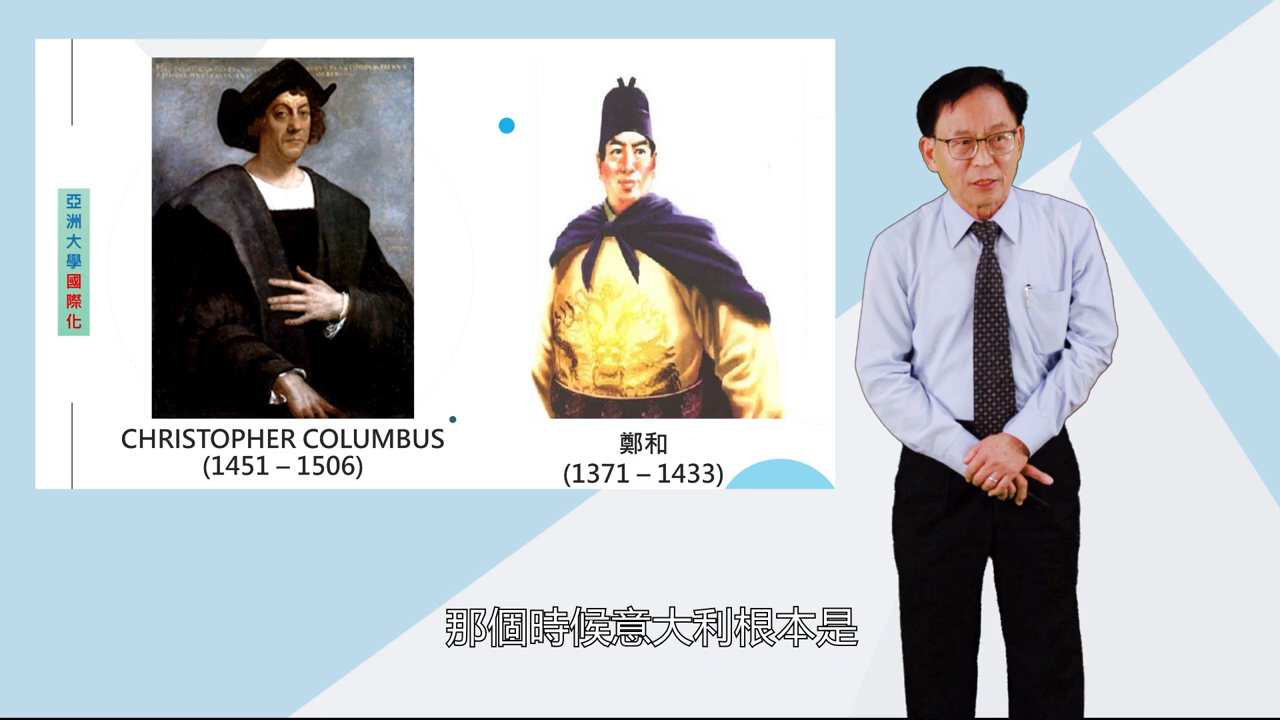 亞洲大學國際化
CHRISTOPHER COLUMBUS
(1451 – 1506)
鄭和
(1371 – 1433)
那個時候意大利根本是